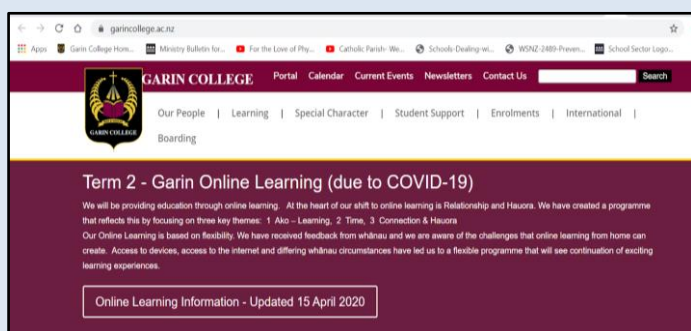 garincollege.ac.nz
Apps Garin College Hom... Ministry Bulletin for... For the Love of Phy... Catholic Parish- We... Schools-Dealing-wi... WSNZ-2489-Preven... School Sector Logo...
GARIN COLLEGE Portal Calendar Current Events Newsletters Contact Us Search
GARIN COLLEGE
Our People | Learning | Special Character | Student Support | Enrolments | International |
Boarding
Term 2 - Garin Online Learning (due to COVID-19)
We will be providing education through online learning. At the heart of our shift to online learning is Relationship and Hauora. We have created a programme
that reflects this by focusing on three key themes: 1 Ako – Learning, 2 Time, 3 Connection & Hauora
Our Online Learning is based on flexibility. We have received feedback from whānau and we are aware of the challenges that online learning from home can
create. Access to devices, access to the internet and differing whānau circumstances have led us to a flexible programme that will see continuation of exciting
learning experiences.
Online Learning Information - Updated 15 April 2020